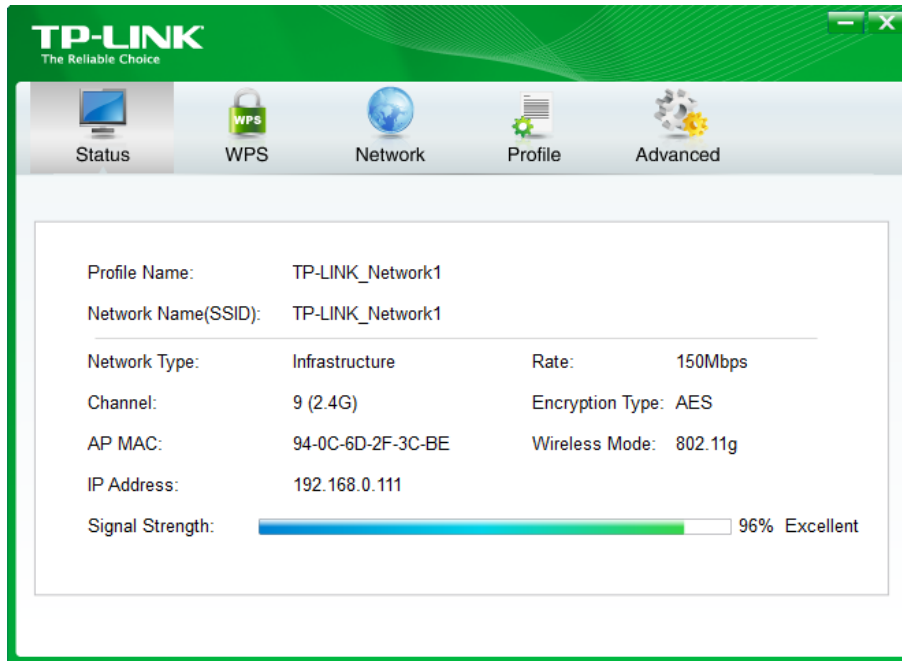 TP-LINK
The Reliable Choice
WPS
Status WPS Network Profile Advanced
Profile Name: TP-LINK_Network1
Network Name(SSID): TP-LINK_Network1
Network Type: Infrastructure Rate: 150Mbps
Channel: 9 (2.4G) Encryption Type: AES
AP MAC: 94-0C-6D-2F-3C-BE Wireless Mode: 802.11g
IP Address: 192.168.0.111
Signal Strength: 96% Excellent